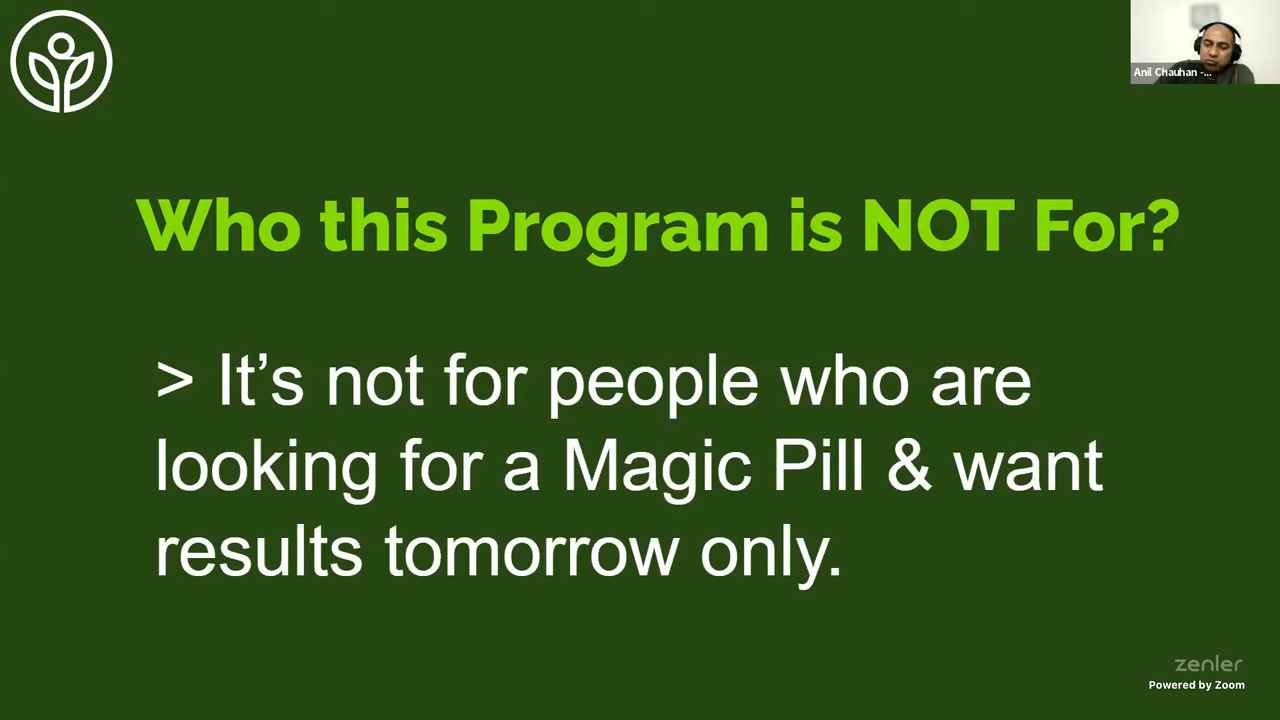 Anil Chauhan -...
Who this Program is NOT For?
> It’s not for people who are
looking for a Magic Pill & want
results tomorrow only.
zenler
Powered by Zoom